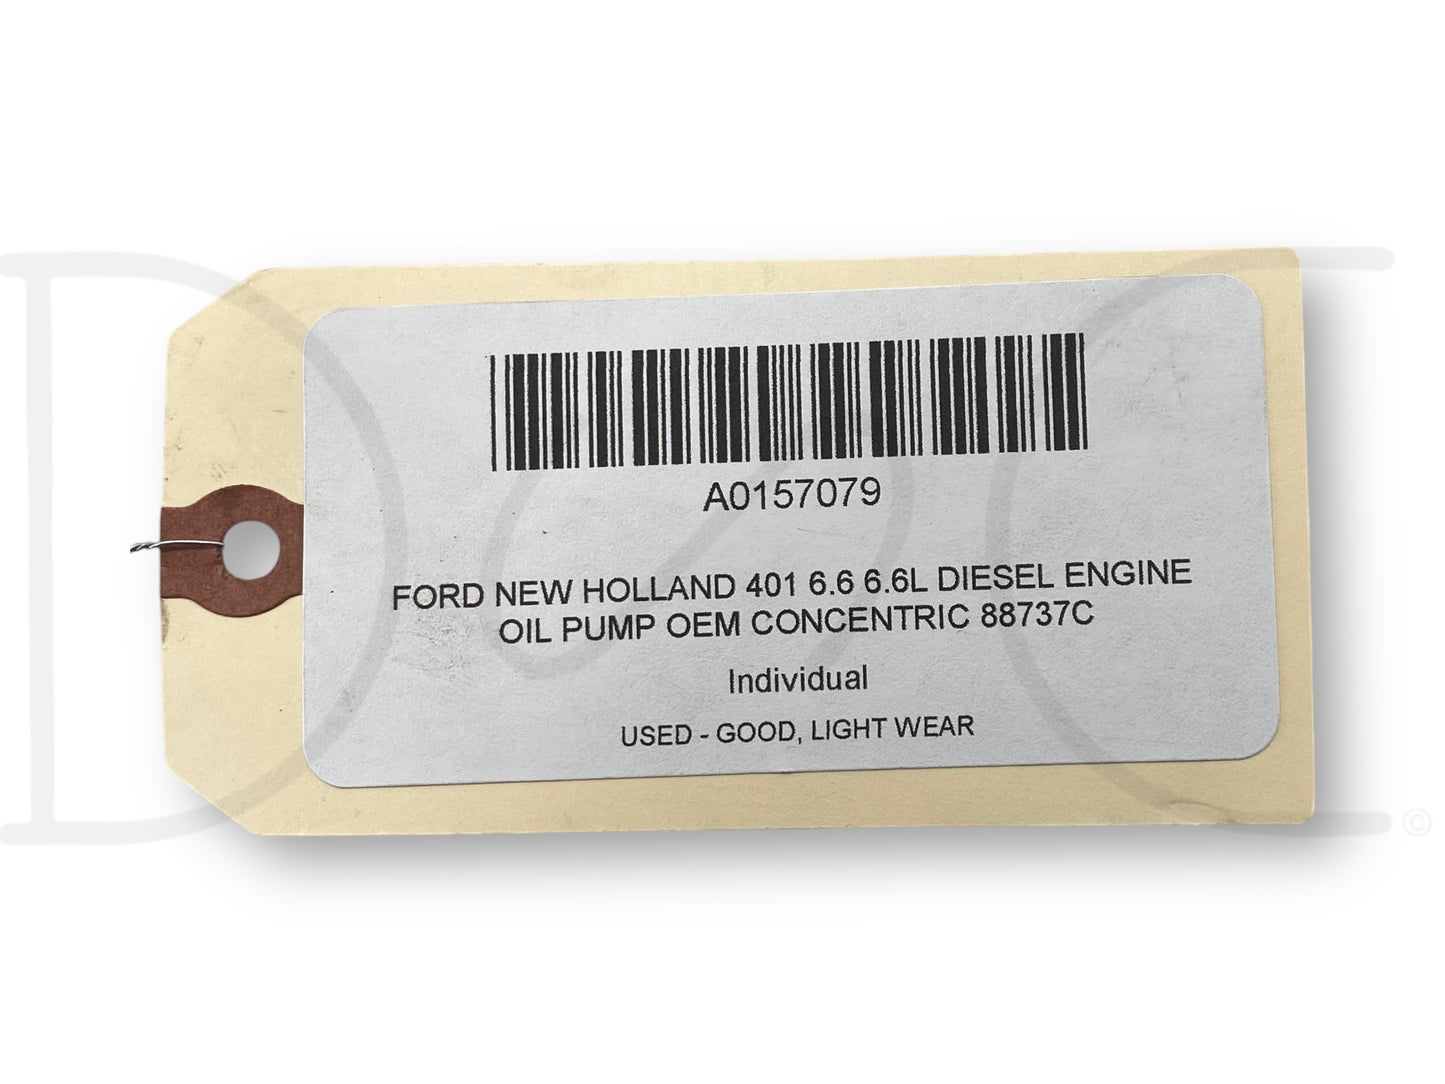 A0157079
FORD NEW HOLLAND 401 6.6 6.6L DIESEL ENGINE
OIL PUMP OEM CONCENTRIC 88737C
Individual
USED - GOOD, LIGHT WEAR
©